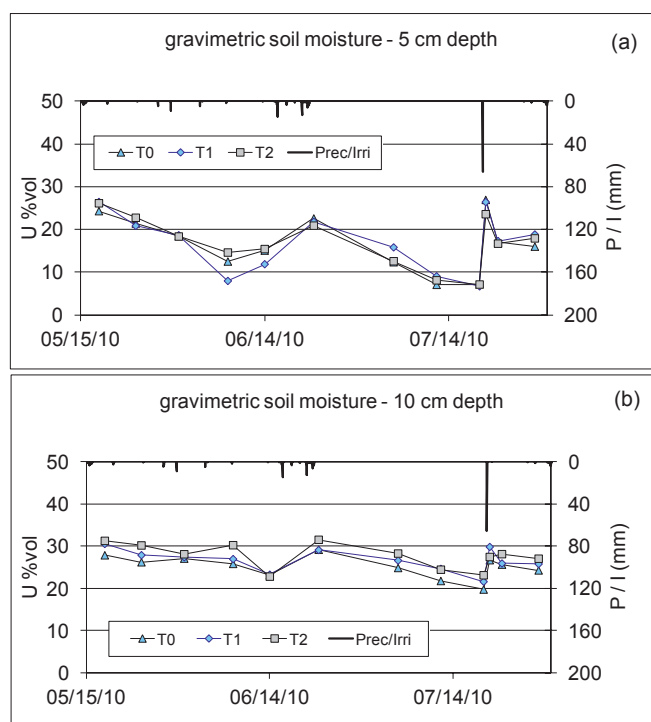 gravimetric soil moisture - 5 cm depth
(a)
50
40
30
20
10
0
U %vol
T0 T1 T2 Prec/Irri
0
40
80
120
160
200
P / I (mm)
05/15/10 06/14/10 07/14/10
gravimetric soil moisture - 10 cm depth
(b)
50
40
30
20
10
0
U %vol
T0 T1 T2 Prec/Irri
0
40
80
120
160
200
P / I (mm)
05/15/10 06/14/10 07/14/10